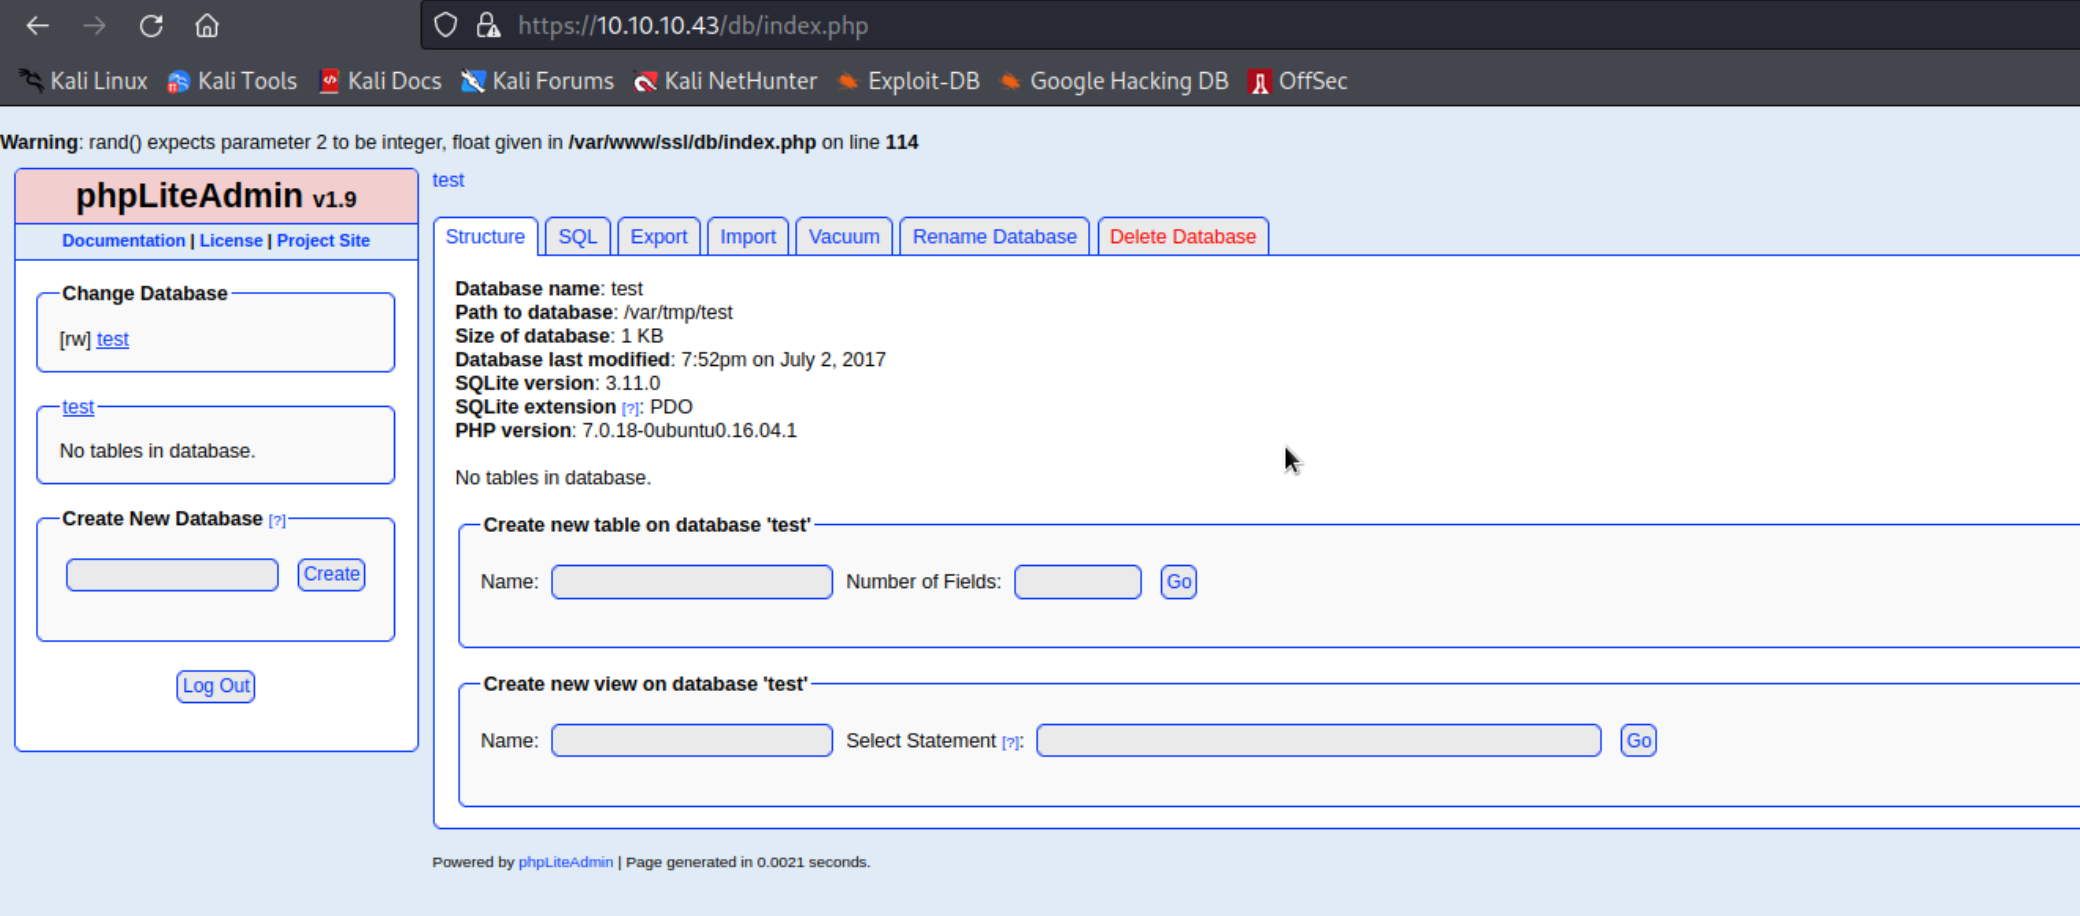 https://10.10.10.43/db/index.php
Kali Linux Kali Tools Kali Docs Kali Forums Kali NetHunter Exploit-DB Google Hacking DB OffSec
Warning: rand() expects parameter 2 to be integer, float given in /var/www/ssl/db/index.php on line 114
phpLiteAdmin v1.9
Documentation | License | Project Site
Change Database
[rw] test
test
No tables in database.
Create New Database [?]
Create
Log Out
test
Structure SQL Export Import Vacuum Rename Database Delete Database
Database name: test
Path to database: /var/tmp/test
Size of database: 1 KB
Database last modified: 7:52pm on July 2, 2017
SQLite version: 3.11.0
SQLite extension [?]: PDO
PHP version: 7.0.18-0ubuntu0.16.04.1
No tables in database.
Create new table on database 'test'
Name: Number of Fields: Go
Create new view on database 'test'
Name: Select Statement [?]: Go
Powered by phpLiteAdmin | Page generated in 0.0021 seconds.